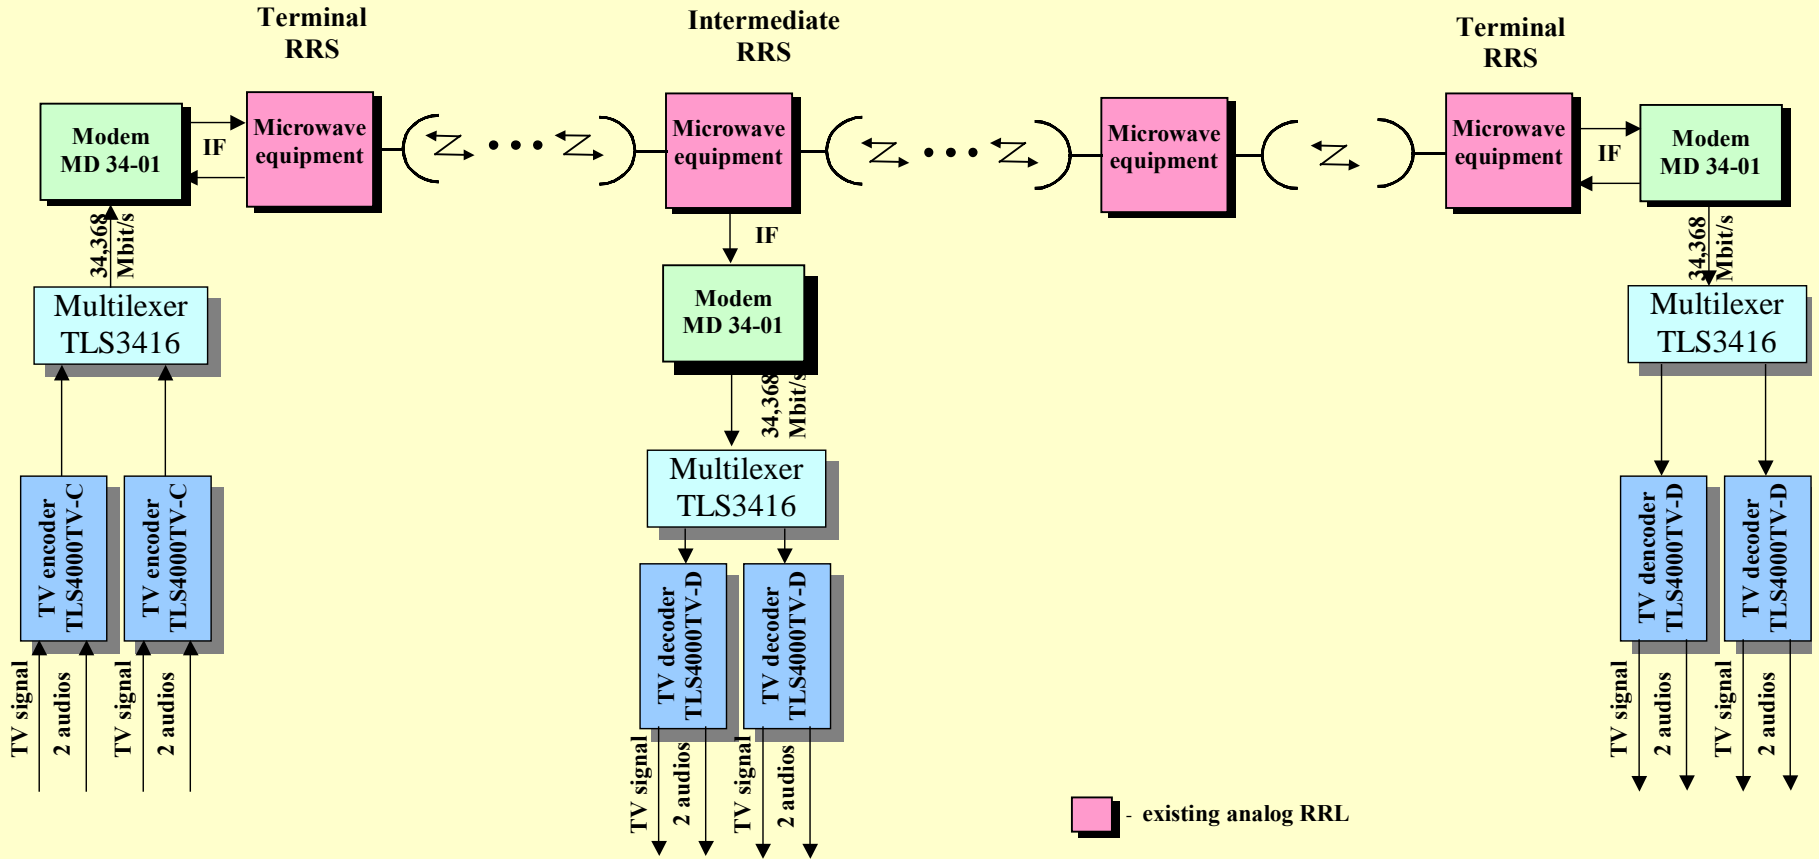 Terminal
RRS
Intermediate
RRS
Terminal
RRS
Modem
MD 34-01
IF
Microwave
equipment
Microwave
equipment
Microwave
equipment
Microwave
equipment
IF
Modem
MD 34-01
34,368
Mbit/s
IF
34,368
Mbit/s
Multilexer
TLS3416
Modem
MD 34-01
Multilexer
TLS3416
34,368
Mbit/s
Multilexer
TLS3416
TV encoder
TLS4000TV-C
TV encoder
TLS4000TV-C
TV decoder
TLS4000TV-D
TV decoder
TLS4000TV-D
TV dencoder
TLS4000TV-D
TV decoder
TLS4000TV-D
TV signal
2 audios
TV signal
2 audios
TV signal
2 audios
TV signal
2 audios
TV signal
2 audios
TV signal
2 audios
- existing analog RRL